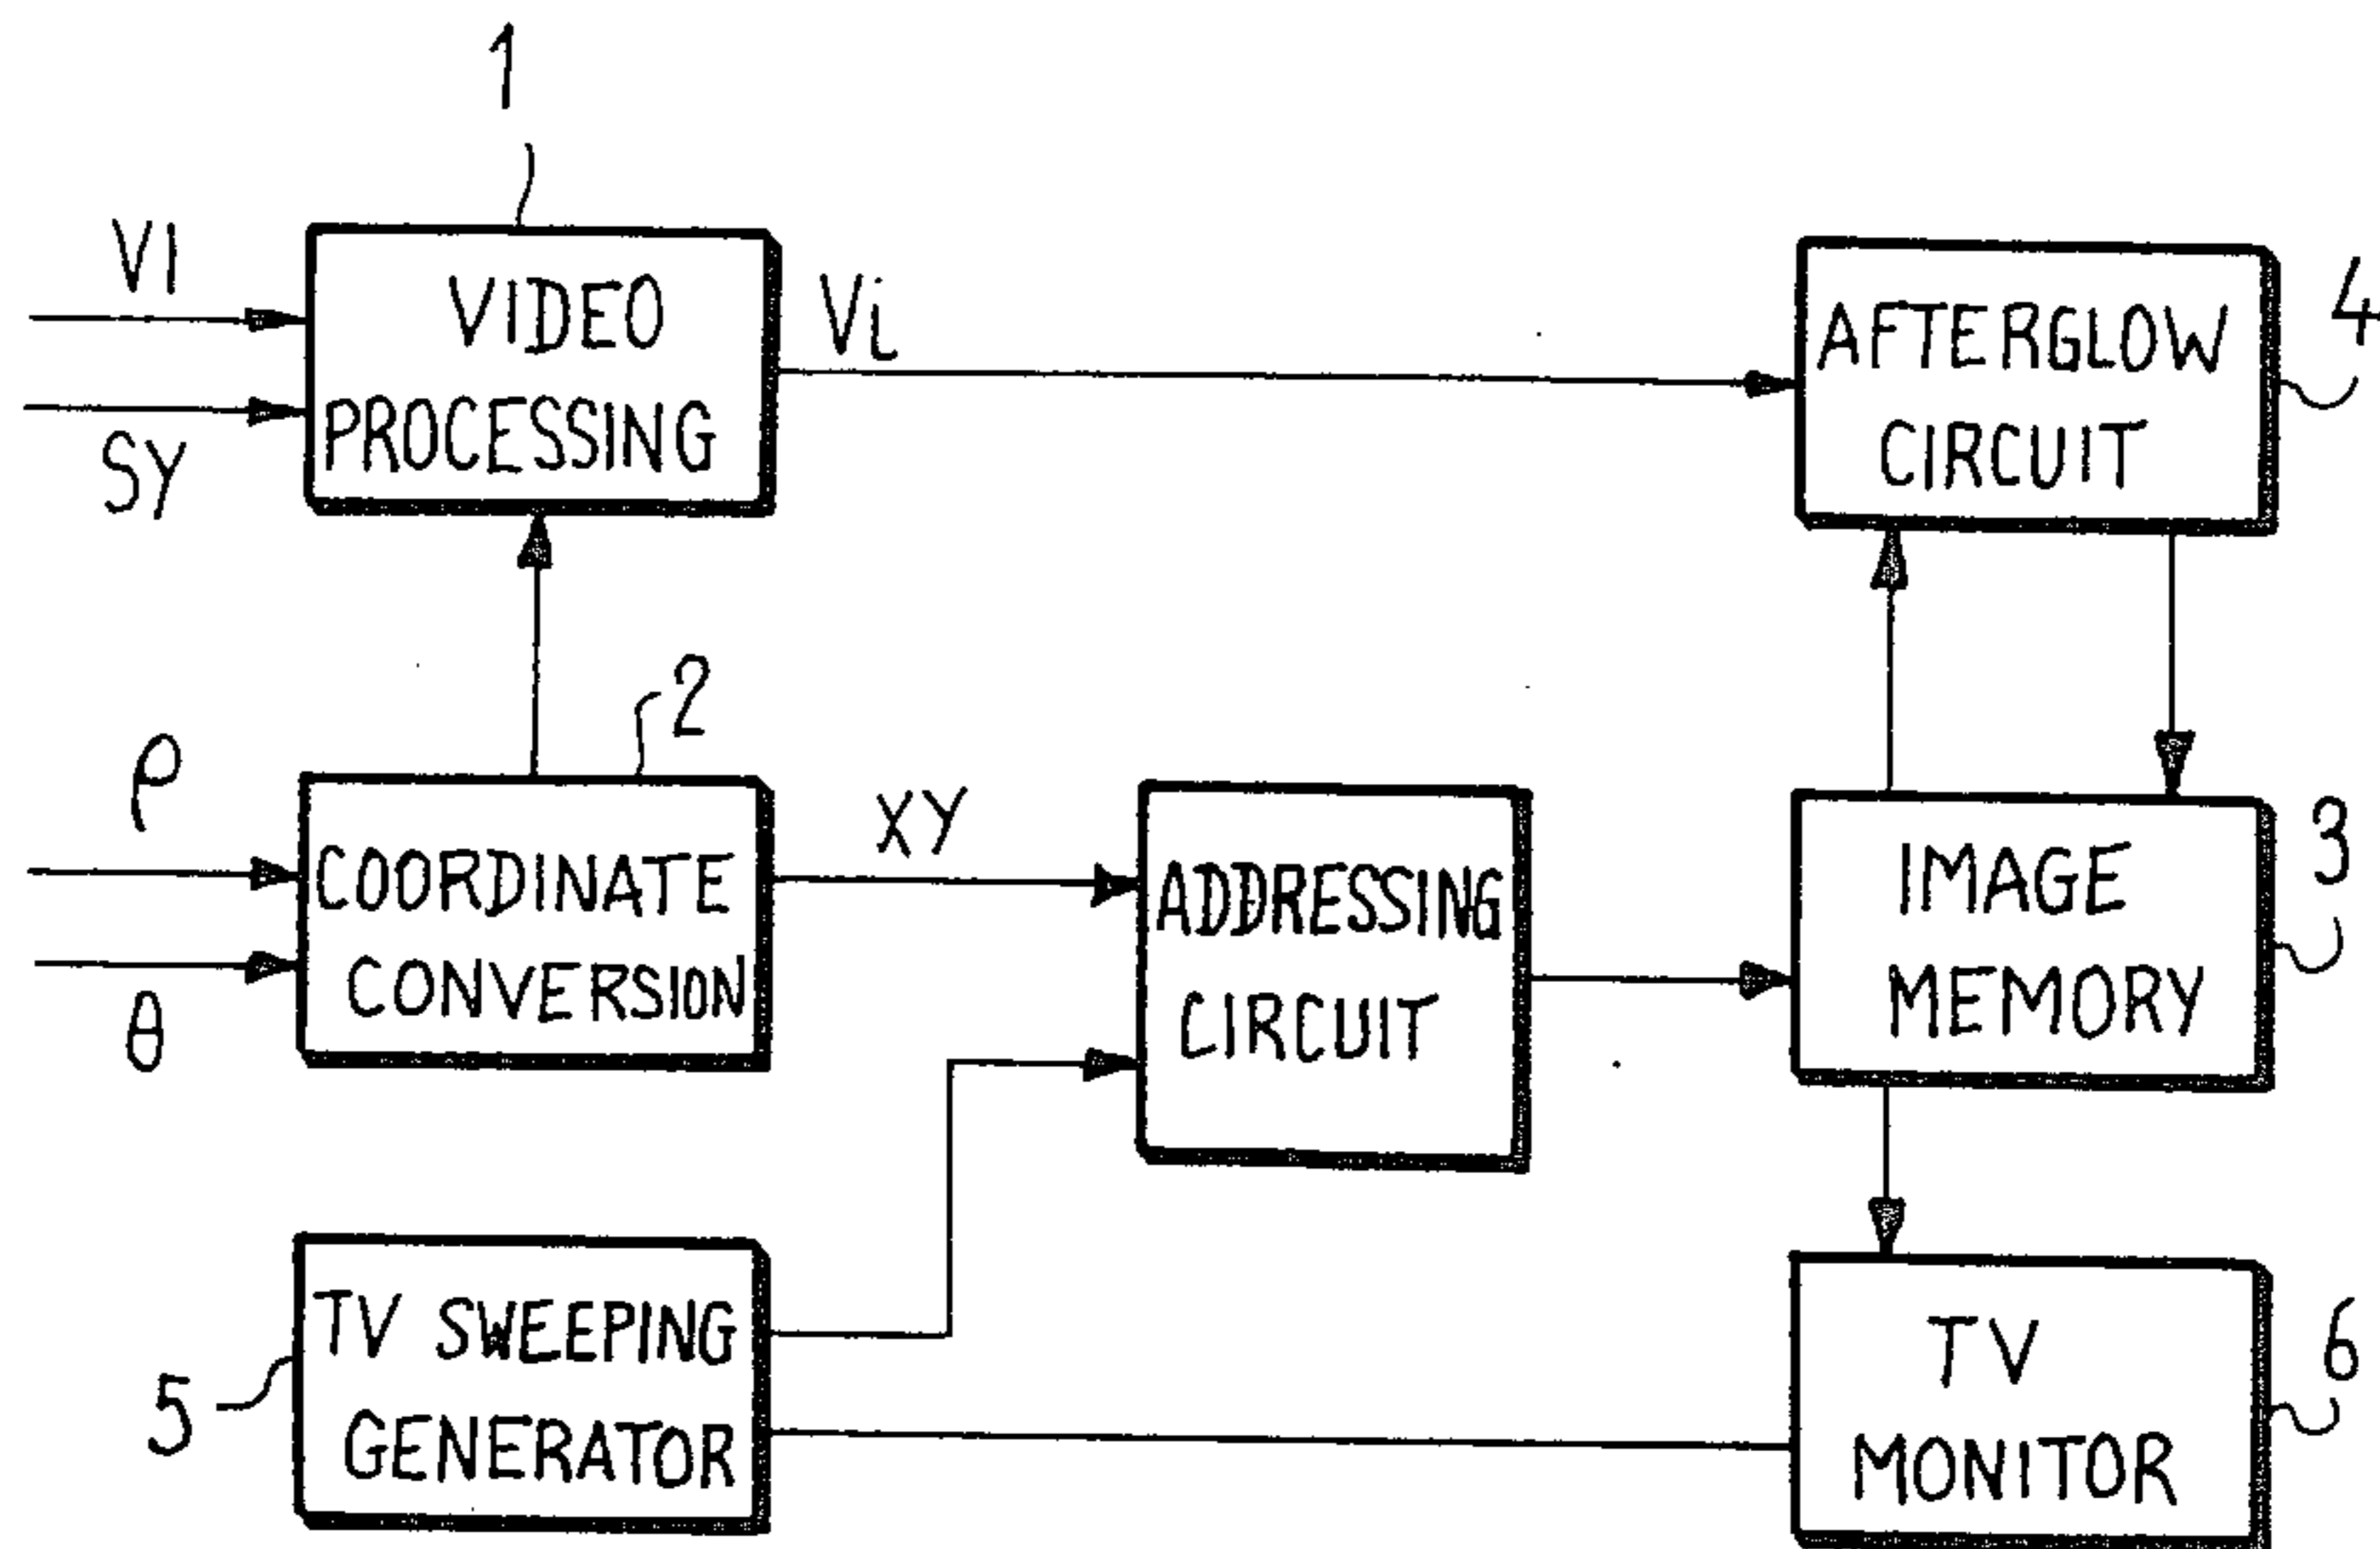 1
VI
SY
VIDEO
PROCESSING
Vi
AFTERGLOW
CIRCUIT
4
2
ρ
θ
COORDINATE
CONVERSION
XY
ADDRESSING
CIRCUIT
IMAGE
MEMORY
3
5
TV SWEEPING
GENERATOR
TV
MONITOR
6